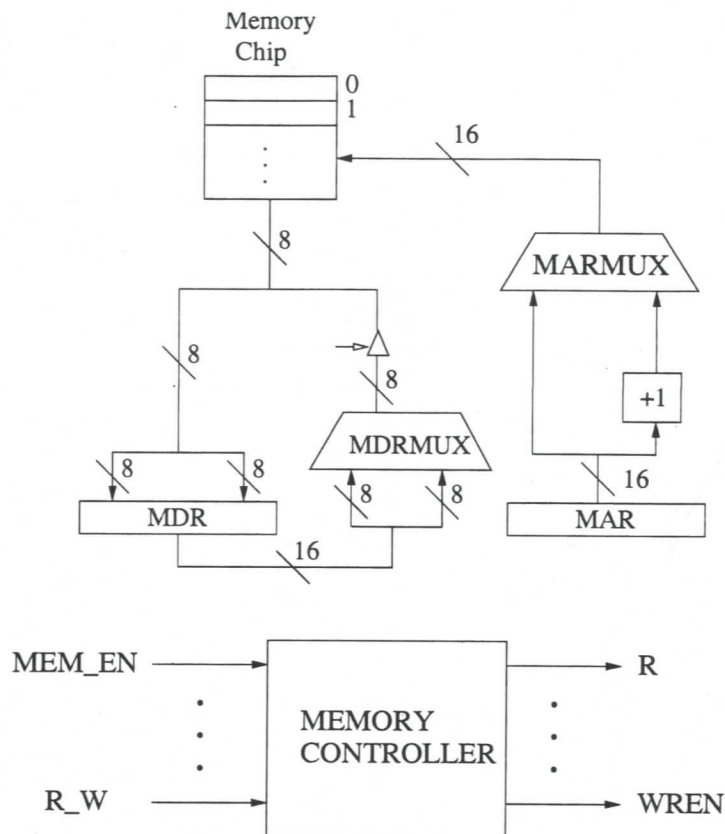 Memory
Chip
0
1
16
8
MARMUX
8
8
+1
MDRMUX
8
8
8
8
16
MDR
MAR
16
MEM_EN
R
MEMORY
CONTROLLER
R_W
WREN